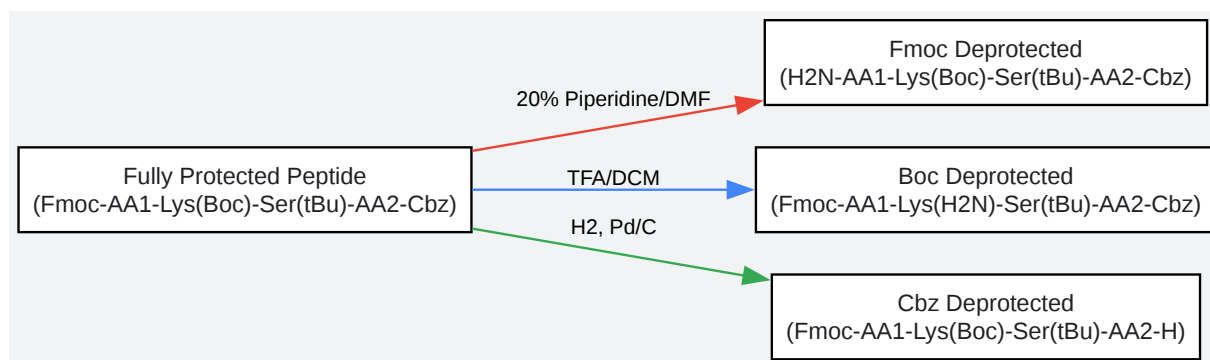 Fmoc Deprotected
(H2N-AA1-Lys(Boc)-Ser(tBu)-AA2-Cbz)
20% Piperidine/DMF
Fully Protected Peptide
(Fmoc-AA1-Lys(Boc)-Ser(tBu)-AA2-Cbz)
TFA/DCM
Boc Deprotected
(Fmoc-AA1-Lys(H2N)-Ser(tBu)-AA2-Cbz)
H2, Pd/C
Cbz Deprotected
(Fmoc-AA1-Lys(Boc)-Ser(tBu)-AA2-H)